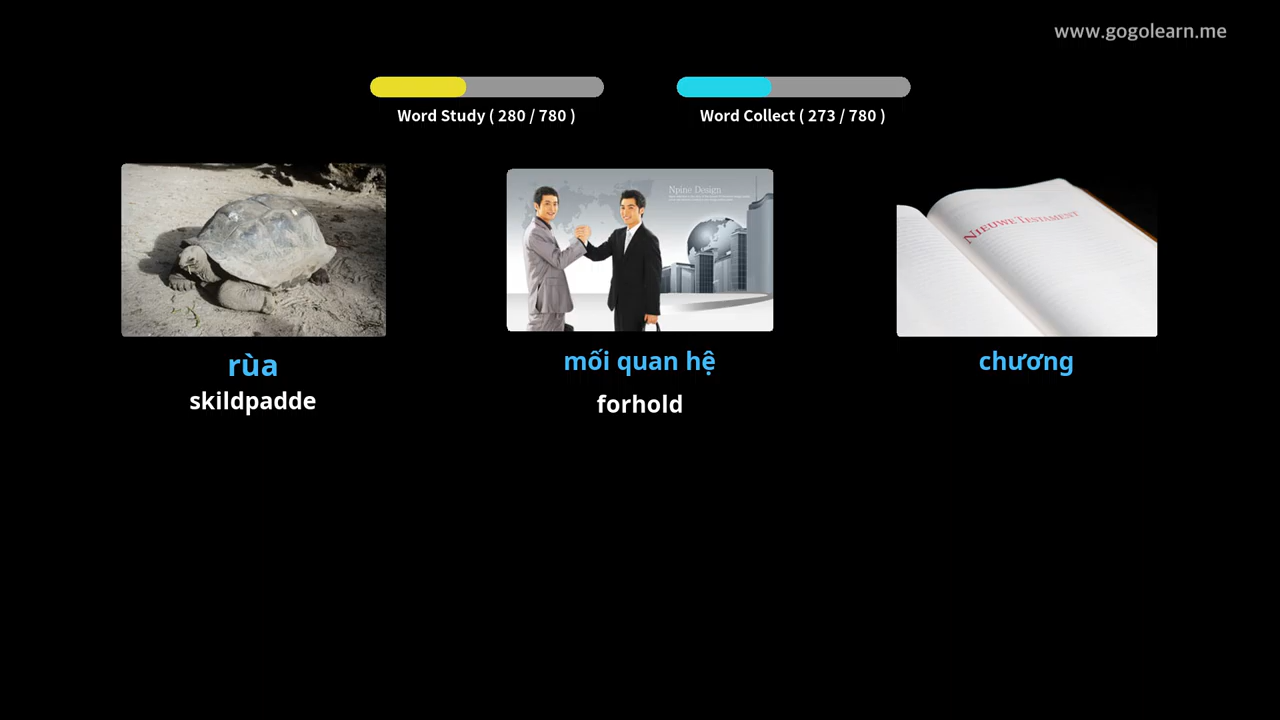 www.gogolearn.me
Word Study ( 280 / 780 )
Word Collect ( 273 / 780 )
Npine Design
NIEUWE TESTAMENT
rùa
mối quan hệ
chương
skildpadde
forhold